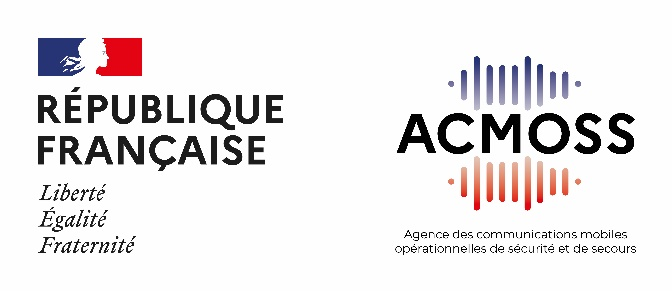 RÉPUBLIQUE
FRANÇAISE
Liberté
Égalité
Fraternité
ACMOSS
Agence des communications mobiles
opérationnelles de sécurité et de secours